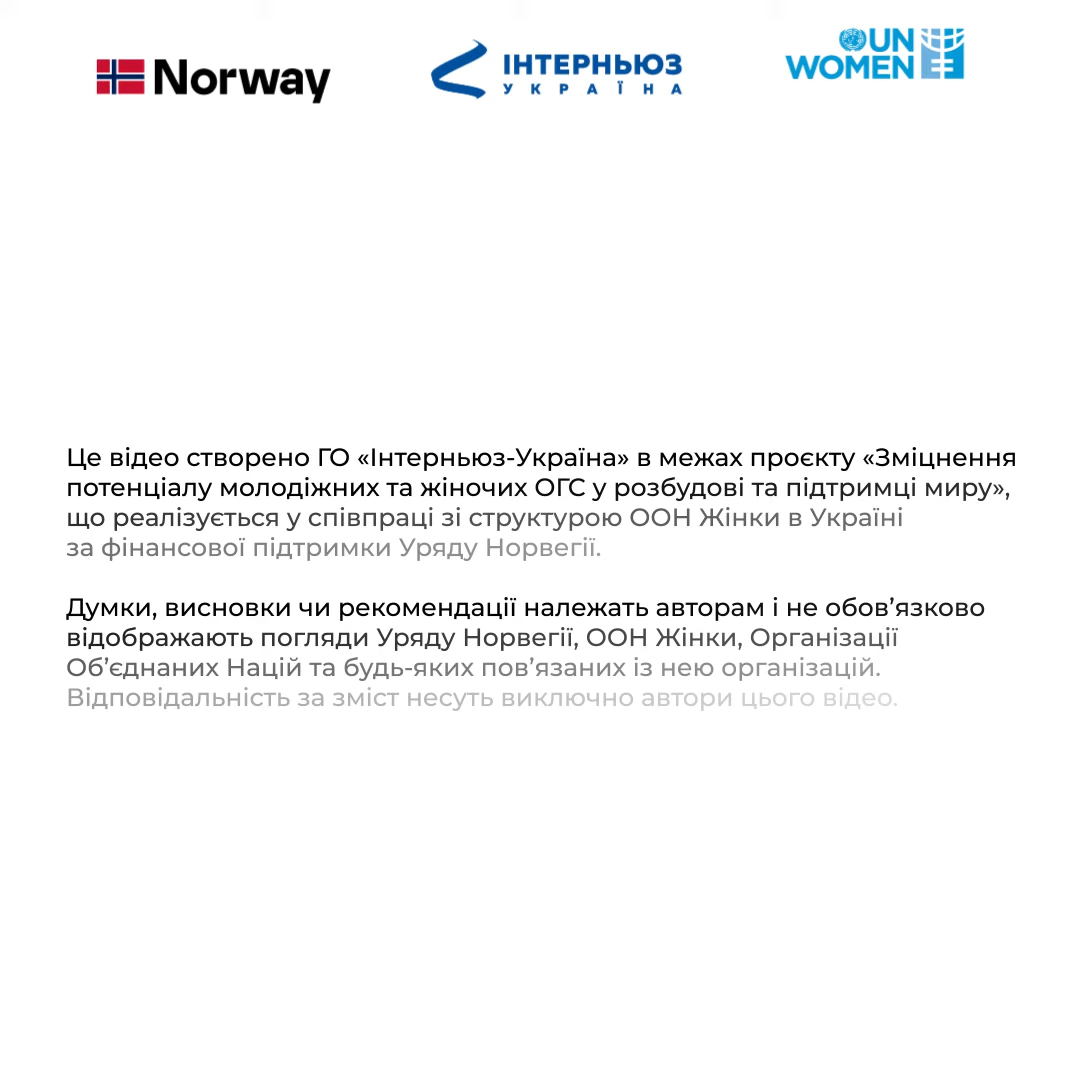 Norway
ІНТЕРНЬЮЗ
УКРАЇНА
UN
WOMEN
Це відео створено ГО «Інтерньюз-Україна» в межах проєкту «Зміцнення
потенціалу молодіжних та жіночих ОГС у розбудові та підтримці миру»,
що реалізується у співпраці зі структурою ООН Жінки в Україні
за фінансової підтримки Уряду Норвегії.
Думки, висновки чи рекомендації належать авторам і не обов’язково
відображають погляди Уряду Норвегії, ООН Жінки, Організації
Об’єднаних Націй та будь-яких пов’язаних із нею організацій.
Відповідальність за зміст несуть виключно автори цього відео.